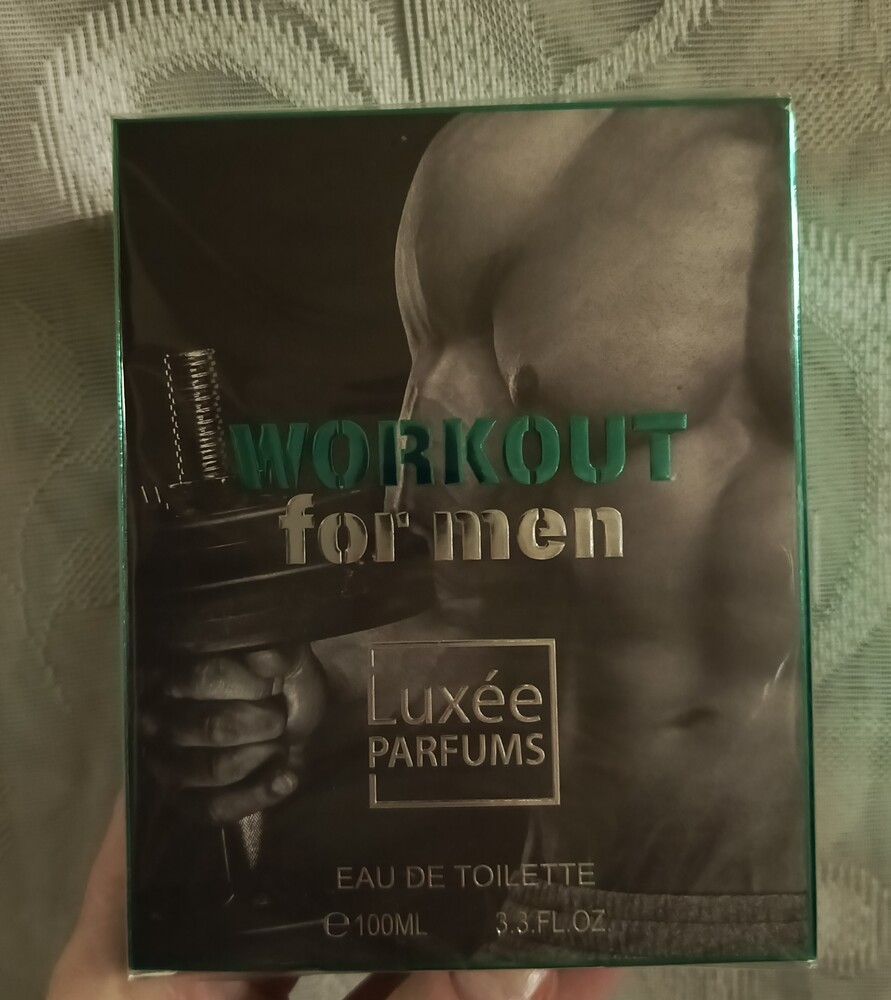 WORKOUT
for men
Luxée
PARFUMS
EAU DE TOILETTE
℮100ML 3.3.FL.OZ.